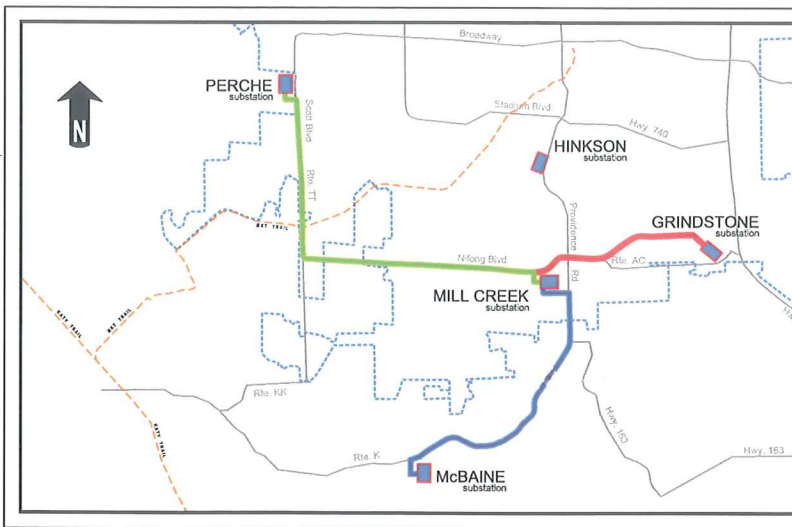 Broadway
PERCHE
substation
N
Scott Blvd
Stadium Blvd
Hwy. 740
HINKSON
substation
Rte. TT
Providence Rd
GRINDSTONE
substation
MKT TRAIL
Nifong Blvd
Rte. AC
MILL CREEK
substation
KATY TRAIL
MKT TRAIL
Rte. KK
Hwy. 163
Hwy. 163
KATY TRAIL
Rte. K
McBAINE
substation